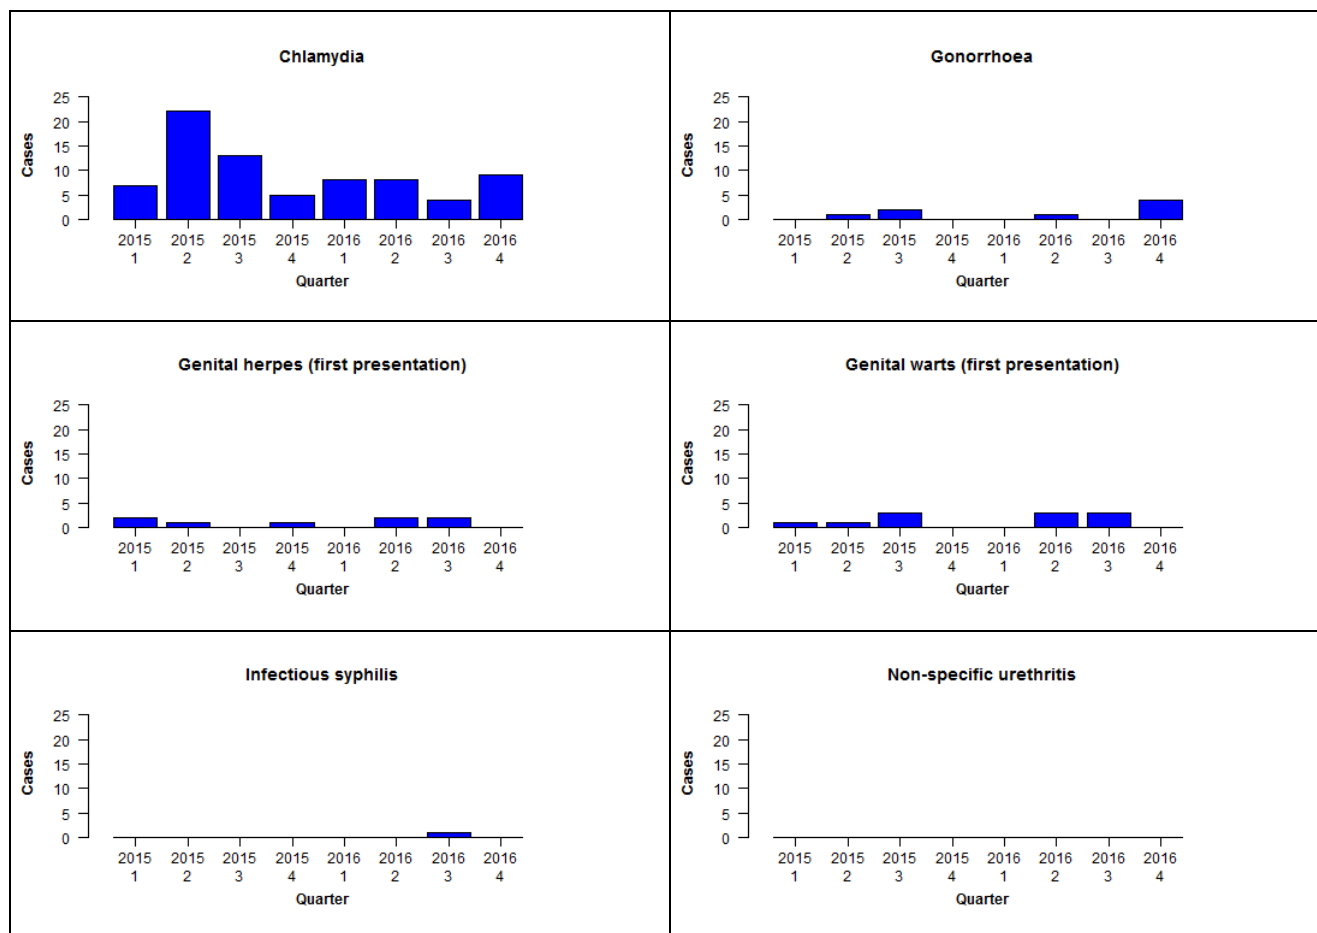 Chlamydia
25
20
15
10
5
0
Cases
2015 2015 2015 2015 2016 2016 2016 2016
1 2 3 4 1 2 3 4
Quarter
Gonorrhoea
25
20
15
10
5
0
Cases
2015 2015 2015 2015 2016 2016 2016 2016
1 2 3 4 1 2 3 4
Quarter
Genital herpes (first presentation)
25
20
15
10
5
0
Cases
2015 2015 2015 2015 2016 2016 2016 2016
1 2 3 4 1 2 3 4
Quarter
Genital warts (first presentation)
25
20
15
10
5
0
Cases
2015 2015 2015 2015 2016 2016 2016 2016
1 2 3 4 1 2 3 4
Quarter
Infectious syphilis
25
20
15
10
5
0
Cases
2015 2015 2015 2015 2016 2016 2016 2016
1 2 3 4 1 2 3 4
Quarter
Non-specific urethritis
25
20
15
10
5
0
Cases
2015 2015 2015 2015 2016 2016 2016 2016
1 2 3 4 1 2 3 4
Quarter